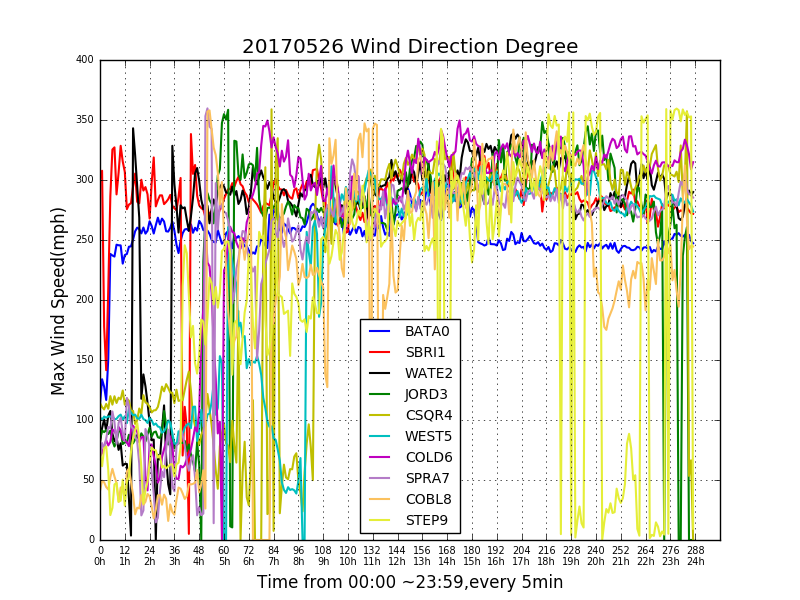 20170526 Wind Direction Degree
Max Wind Speed(mph)
400
350
300
250
200
150
100
50
0
BATA0
SBRI1
WATE2
JORD3
CSQR4
WEST5
COLD6
SPRA7
COBL8
STEP9
0 12 24 36 48 60 72 84 96 108 120 132 144 156 168 180 192 204 216 228 240 252 264 276 288
0h 1h 2h 3h 4h 5h 6h 7h 8h 9h 10h 11h 12h 13h 14h 15h 16h 17h 18h 19h 20h 21h 22h 23h 24h
Time from 00:00 ~23:59,every 5min